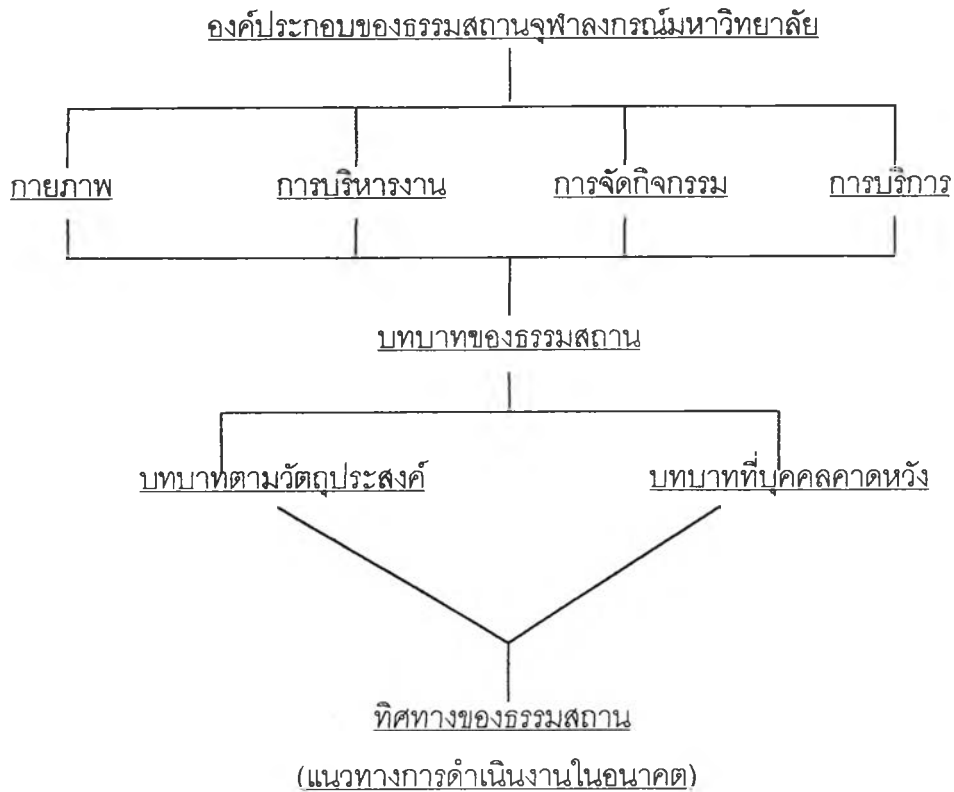 องค์ประกอบของธรรมสถานจุฬาลงกรณ์มหาวิทยาลัย
กายภาพ การบริหารงาน การจัดกิจกรรม การบริการ
บทบาทของธรรมสถาน
บทบาทตามวัตถุประสงค์ บทบาทที่บุคคลคาดหวัง
ทิศทางของธรรมสถาน
(แนวทางการดำเนินงานในอนาคต)